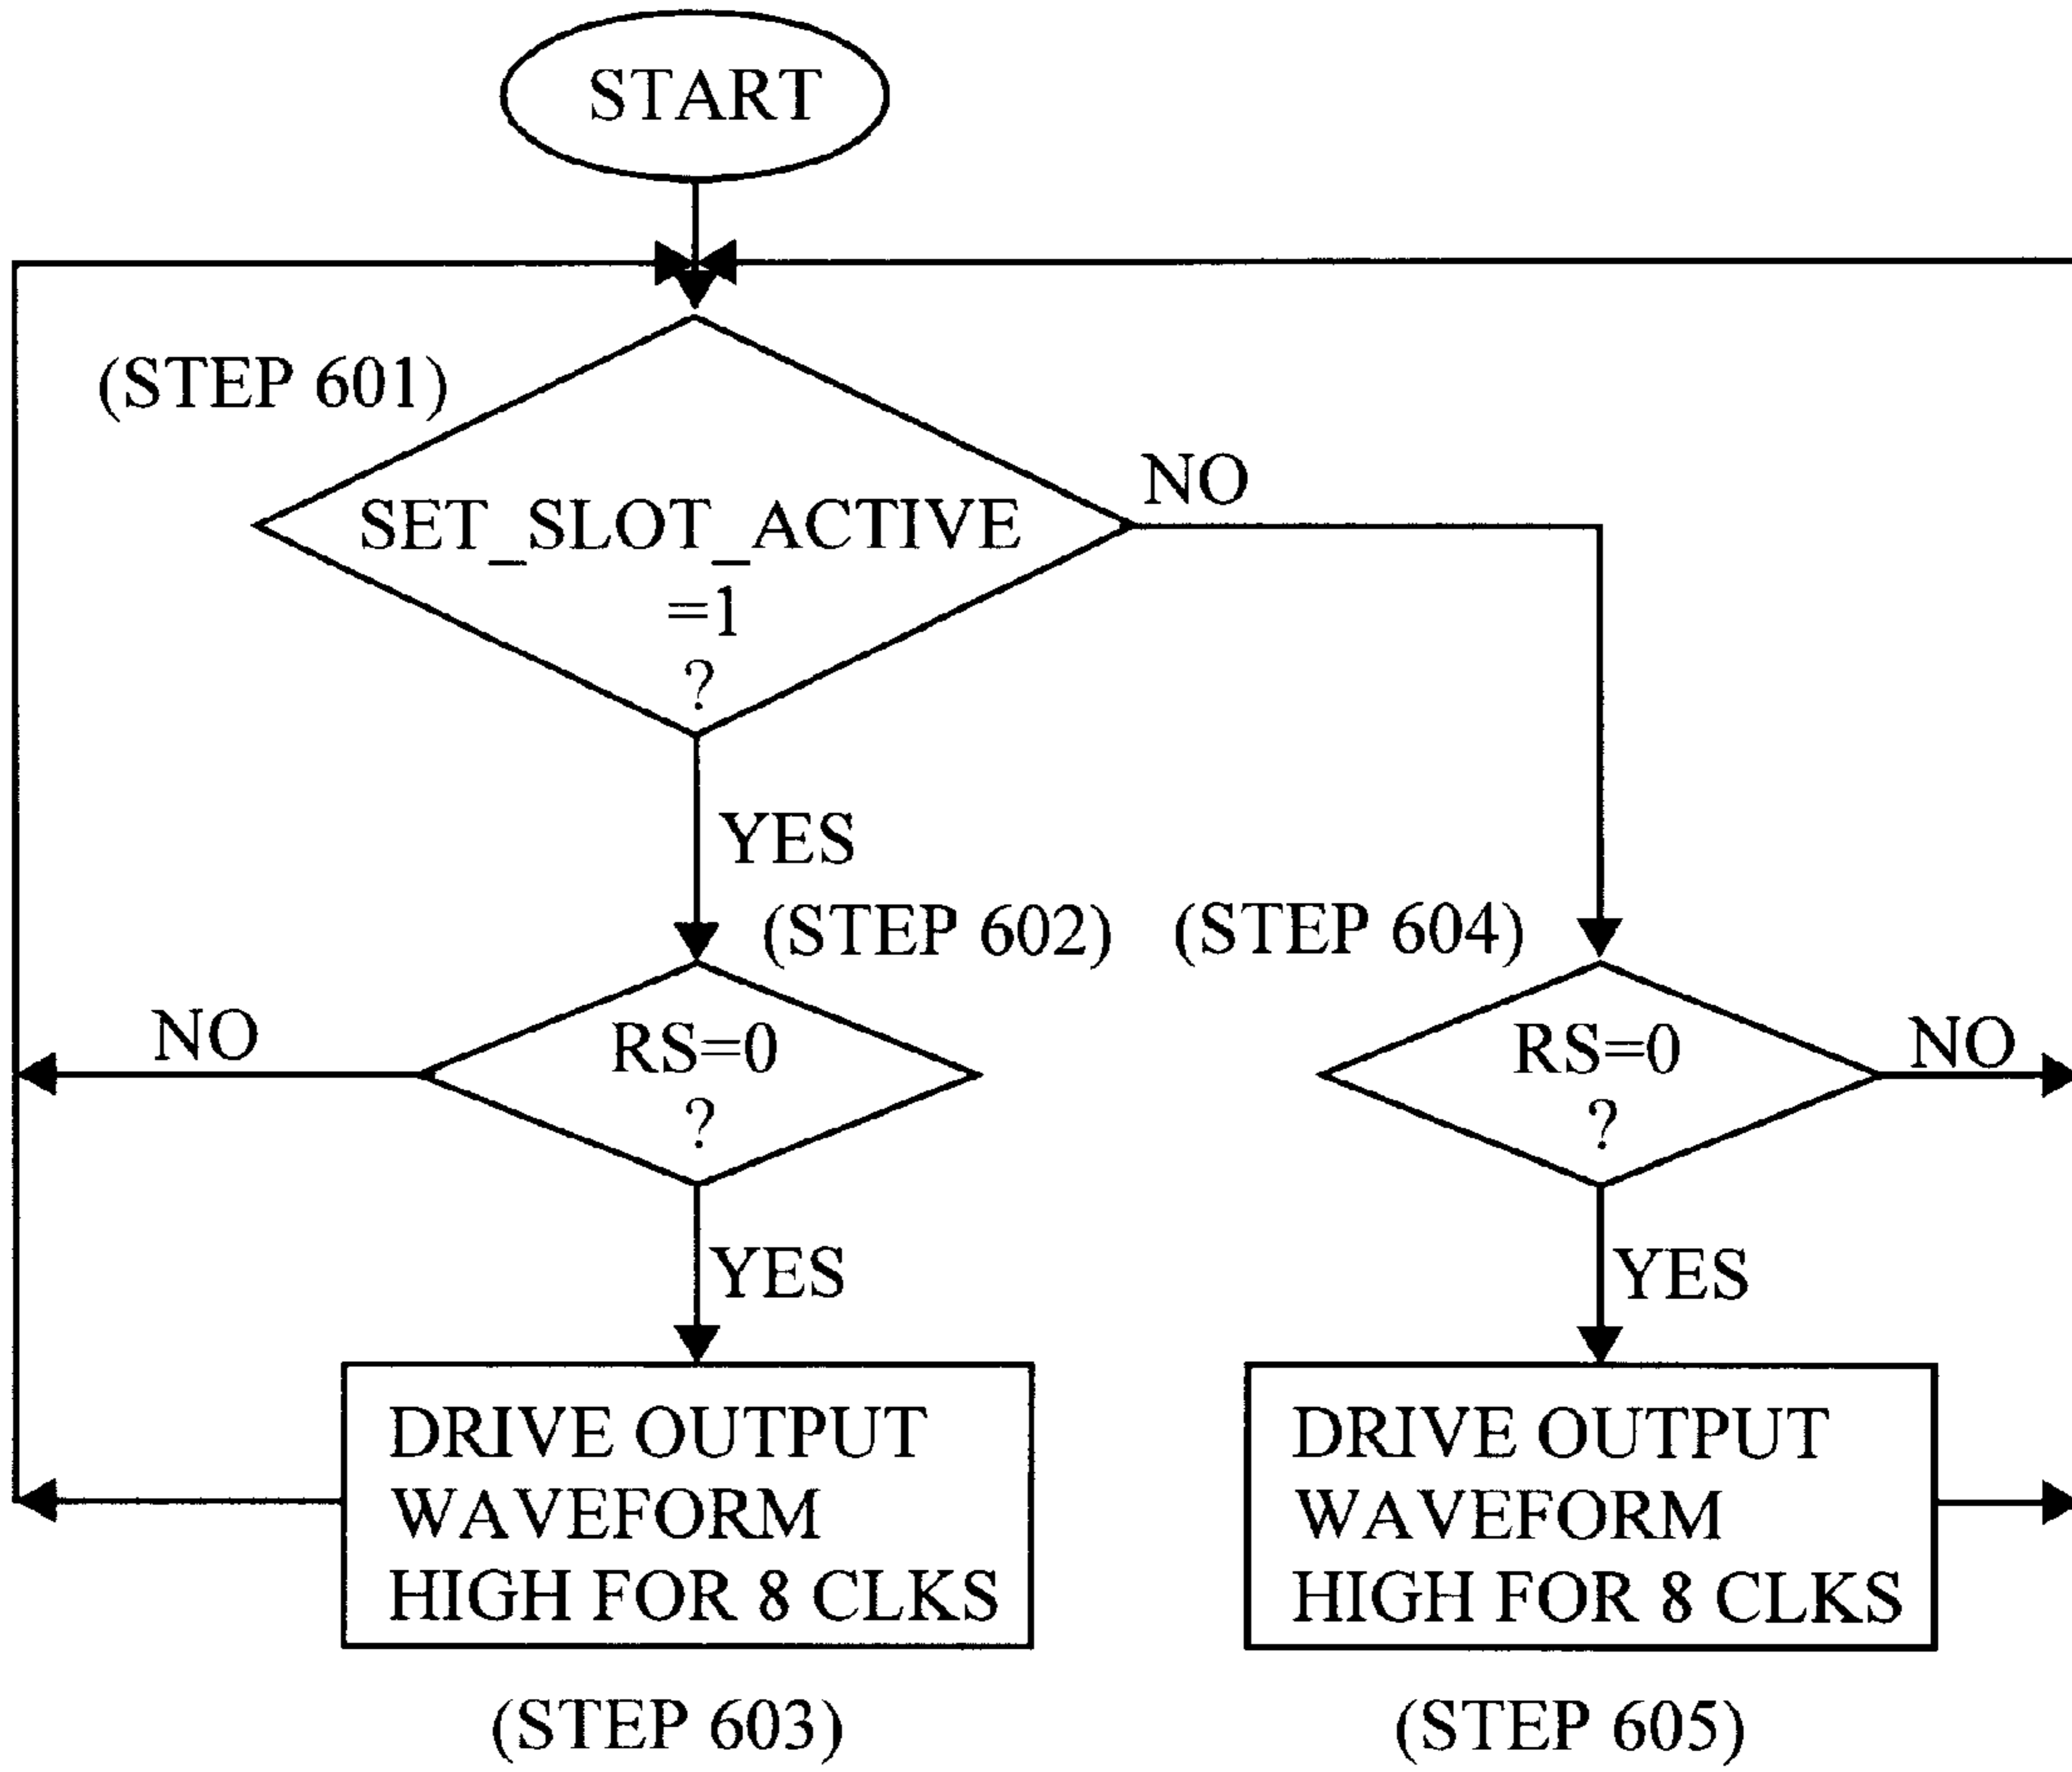 START
(STEP 601)
SET_SLOT_ACTIVE
=1
?
NO
YES
(STEP 602)
(STEP 604)
NO
RS=0
?
RS=0
?
NO
YES
YES
DRIVE OUTPUT
WAVEFORM
HIGH FOR 8 CLKS
DRIVE OUTPUT
WAVEFORM
HIGH FOR 8 CLKS
(STEP 603)
(STEP 605)